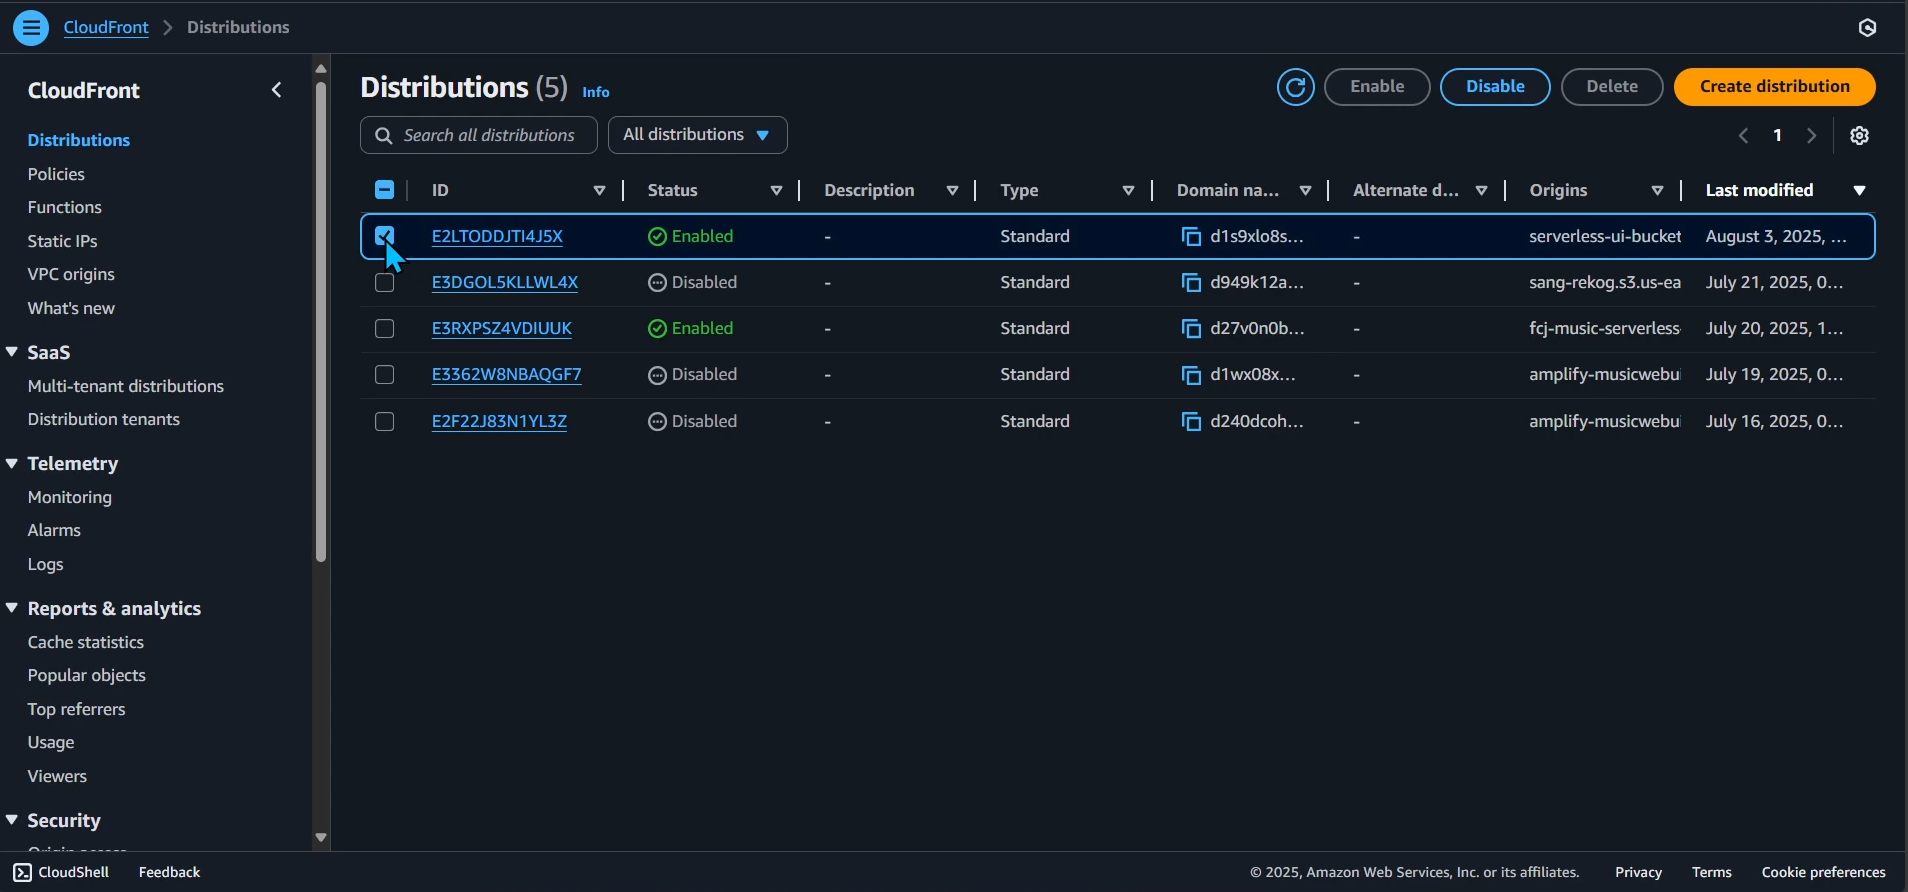 CloudFront > Distributions
CloudFront
Distributions
Policies
Functions
Static IPs
VPC origins
What's new
SaaS
Multi-tenant distributions
Distribution tenants
Telemetry
Monitoring
Alarms
Logs
Reports & analytics
Cache statistics
Popular objects
Top referrers
Usage
Viewers
Security
Distributions (5) Info
Enable Disable Delete Create distribution
Search all distributions All distributions
1
ID Status Description Type Domain na... Alternate d... Origins Last modified
E2LTODDJTI4J5X Enabled - Standard d1s9xlo8s... - serverless-ui-bucket August 3, 2025, ...
E3DGOL5KLLWL4X Disabled - Standard d949k12a... - sang-rekog.s3.us-ea July 21, 2025, 0...
E3RXPSZ4VDIUUK Enabled - Standard d27v0n0b... - fcj-music-serverless July 20, 2025, 1...
E3362W8NBAQGF7 Disabled - Standard d1wx08x... - amplify-musicwebui July 19, 2025, 0...
E2F22J83N1YL3Z Disabled - Standard d240dcoh... - amplify-musicwebui July 16, 2025, 0...
CloudShell Feedback © 2025, Amazon Web Services, Inc. or its affiliates. Privacy Terms Cookie preferences